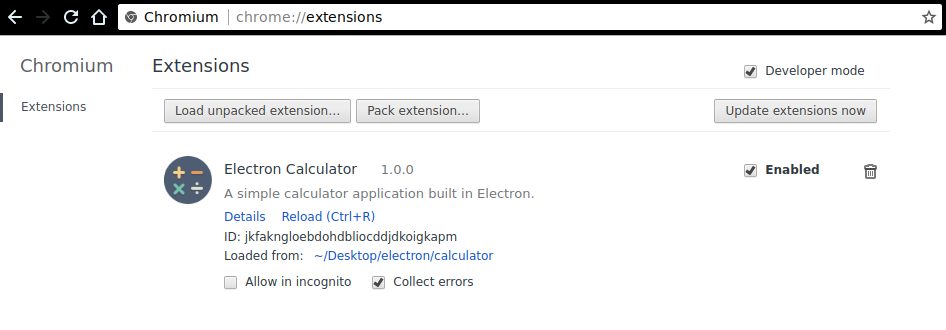 Chromium chrome://extensions
Chromium
Extensions
Extensions
Developer mode
Load unpacked extension... Pack extension... Update extensions now
Electron Calculator 1.0.0 Enabled
A simple calculator application built in Electron.
Details Reload (Ctrl+R)
ID: jkfakngloebdohdbliocddjdkoigkapm
Loaded from: ~/Desktop/electron/calculator
Allow in incognito Collect errors